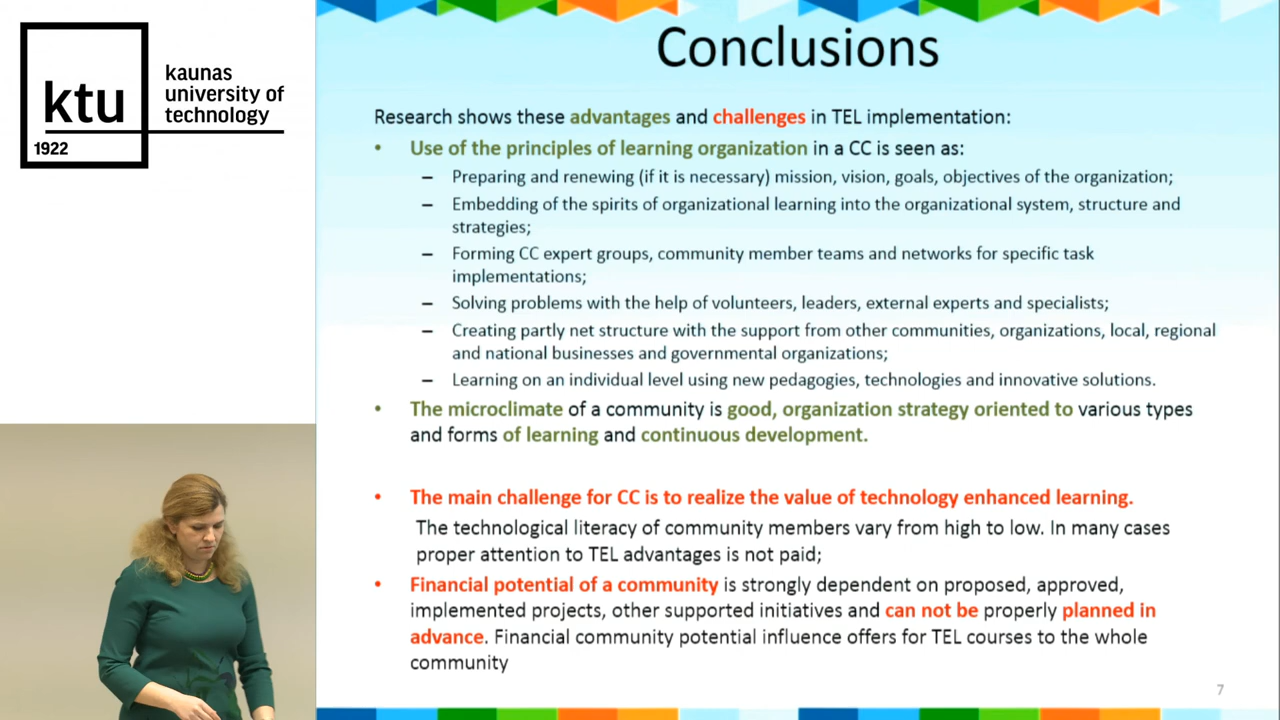 ktu
1922
kaunas
university of
technology
Conclusions
Research shows these advantages and challenges in TEL implementation:
• Use of the principles of learning organization in a CC is seen as:
– Preparing and renewing (if it is necessary) mission, vision, goals, objectives of the organization;
– Embedding of the spirits of organizational learning into the organizational system, structure and
strategies;
– Forming CC expert groups, community member teams and networks for specific task
implementations;
– Solving problems with the help of volunteers, leaders, external experts and specialists;
– Creating partly net structure with the support from other communities, organizations, local, regional
and national businesses and governmental organizations;
– Learning on an individual level using new pedagogies, technologies and innovative solutions.
• The microclimate of a community is good, organization strategy oriented to various types
and forms of learning and continuous development.
• The main challenge for CC is to realize the value of technology enhanced learning.
The technological literacy of community members vary from high to low. In many cases
proper attention to TEL advantages is not paid;
• Financial potential of a community is strongly dependent on proposed, approved,
implemented projects, other supported initiatives and can not be properly planned in
advance. Financial community potential influence offers for TEL courses to the whole
community
7